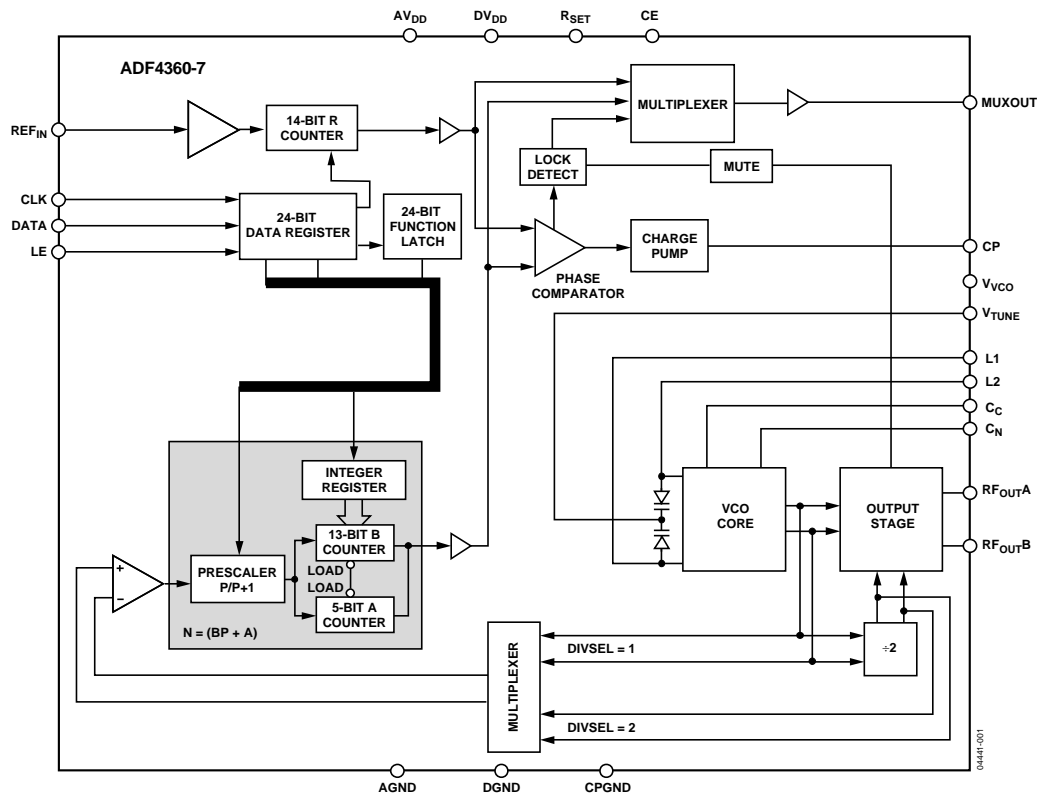 AVDD
DVDD
RSET
CE
ADF4360-7
MULTIPLEXER
MUXOUT
REFIN
14-BIT R
COUNTER
LOCK
DETECT
MUTE
CLK
DATA
LE
24-BIT
DATA REGISTER
24-BIT
FUNCTION
LATCH
PHASE
COMPARATOR
CHARGE
PUMP
CP
VVCO
VTUNE
L1
L2
CC
CN
INTEGER
REGISTER
13-BIT B
COUNTER
LOAD
LOAD
5-BIT A
COUNTER
PRESCALER
P/P+1
+
−
N = (BP + A)
VCO
CORE
OUTPUT
STAGE
RFOUTA
RFOUTB
MULTIPLEXER
DIVSEL = 1
DIVSEL = 2
÷2
AGND
DGND
CPGND
04441-001